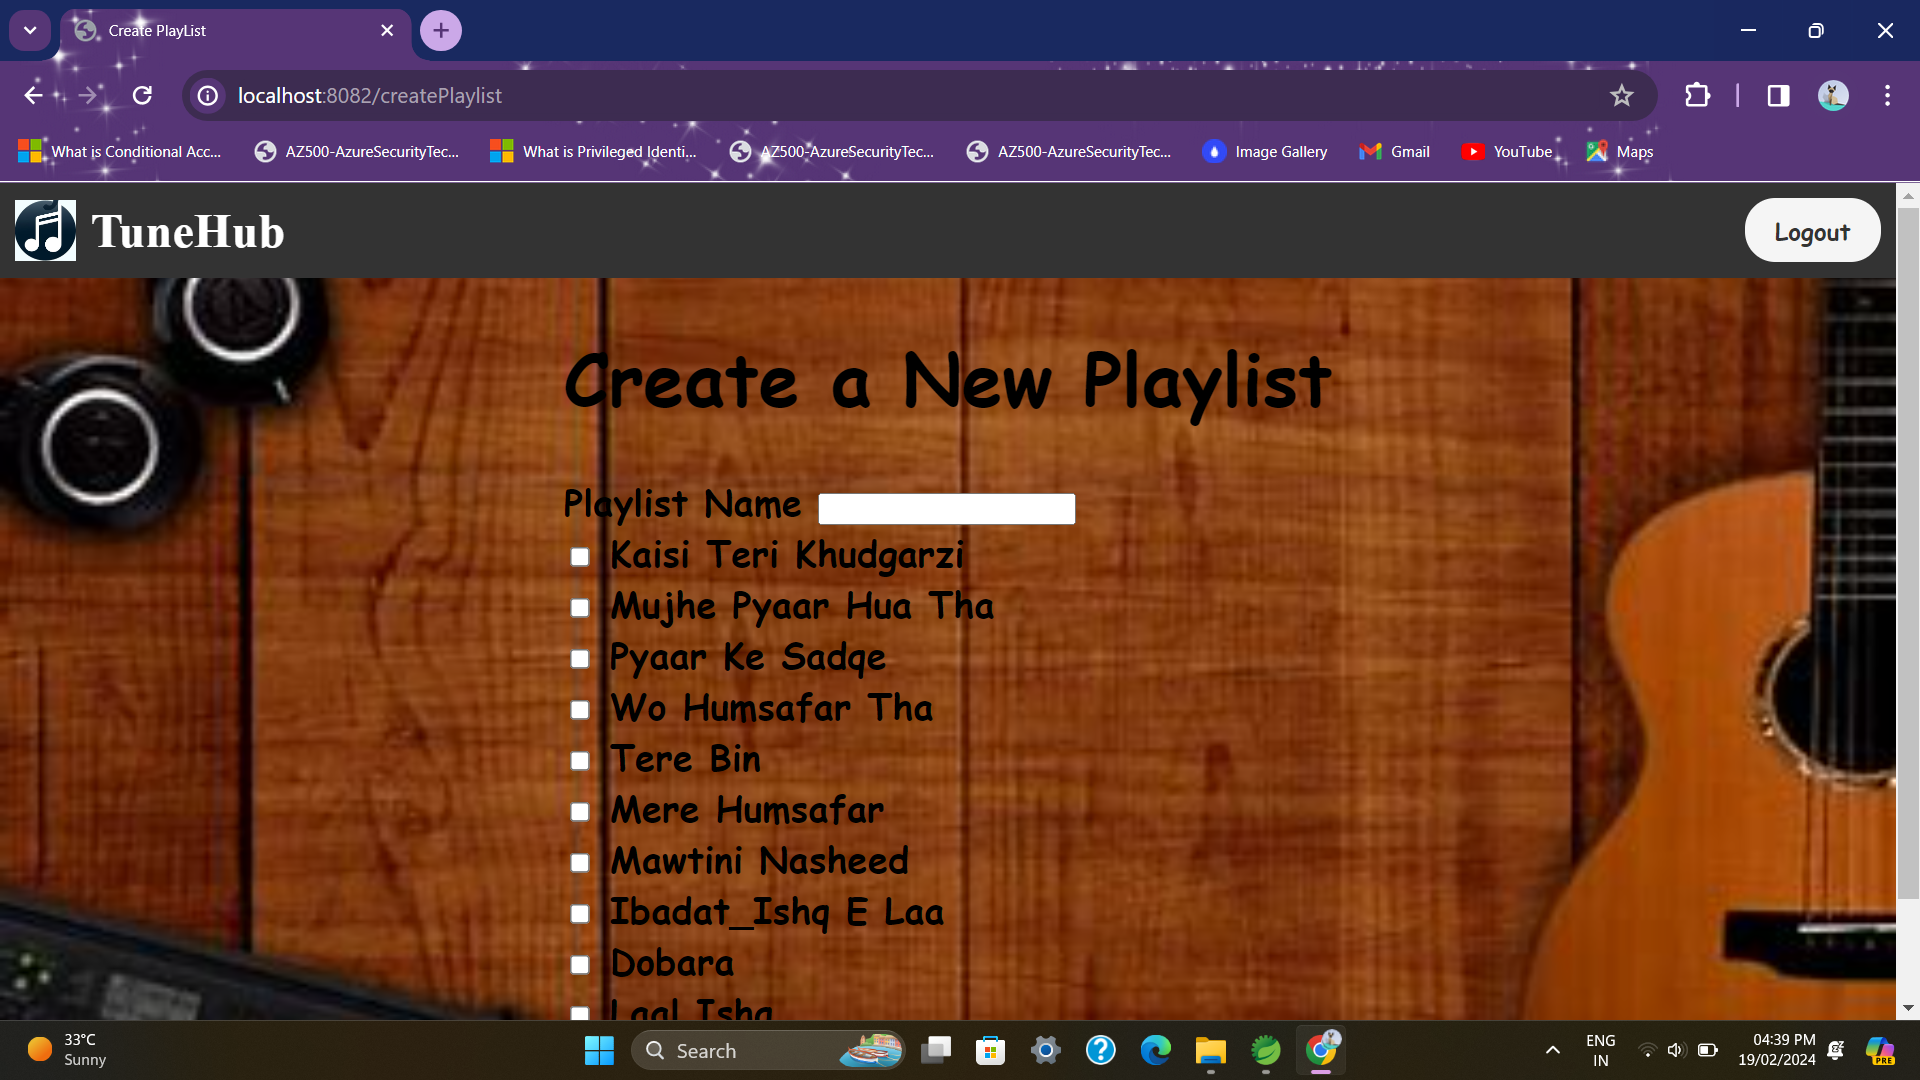 Create PlayList
localhost:8082/createPlaylist
What is Conditional Acc...
AZ500-AzureSecurityTec...
What is Privileged Identi...
AZ500-AzureSecurityTec...
AZ500-AzureSecurityTec...
Image Gallery
Gmail
YouTube
Maps
TuneHub
Logout
Create a New Playlist
Playlist Name
Kaisi Teri Khudgarzi
Mujhe Pyaar Hua Tha
Pyaar Ke Sadqe
Wo Humsafar Tha
Tere Bin
Mere Humsafar
Mawtini Nasheed
Ibadat_Ishq E Laa
Dobara
Laal Ishq
33°C
Sunny
Search
ENG
IN
04:39 PM
19/02/2024
PRE